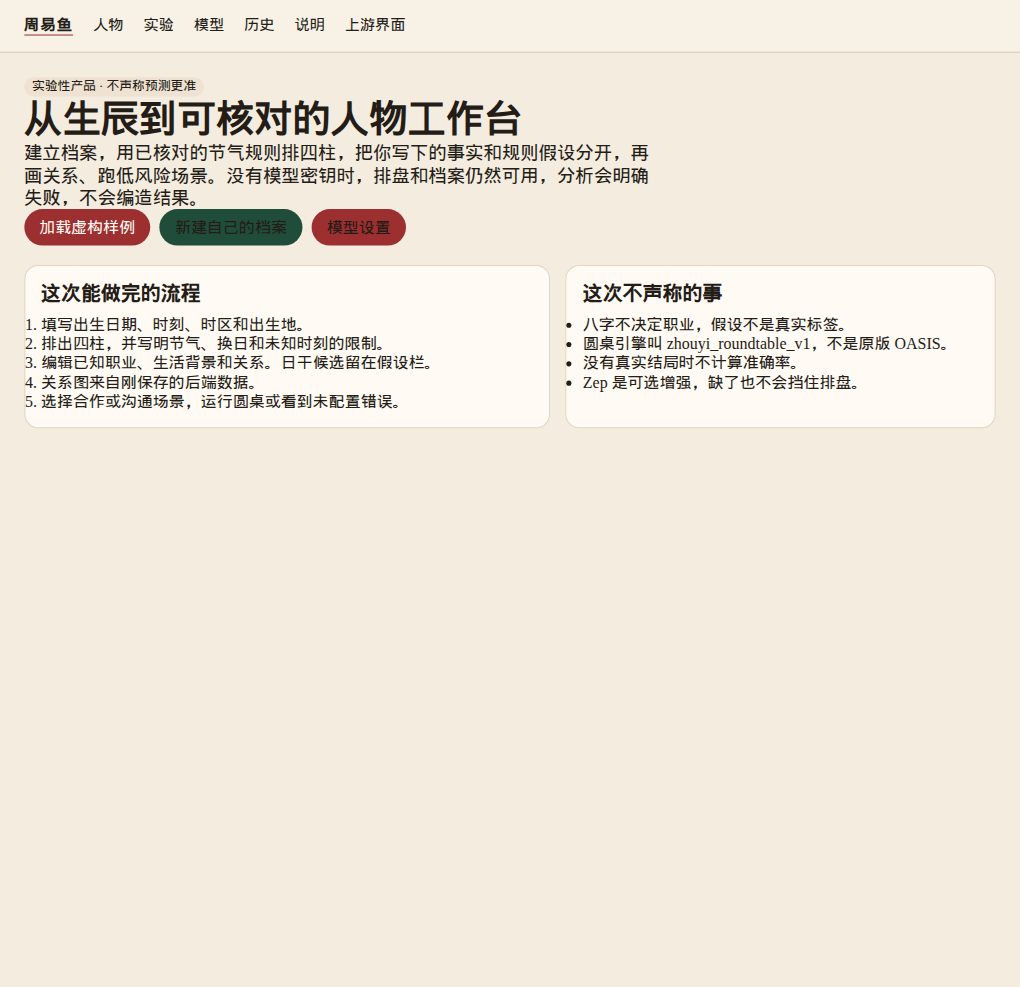 周易鱼 人物 实验 模型 历史 说明 上游界面
实验性产品 · 不声称预测更准
从生辰到可核对的人物工作台
建立档案，用已核对的节气规则排四柱，把你写下的事实和规则假设分开，再
画关系、跑低风险场景。没有模型密钥时，排盘和档案仍然可用，分析会明确
失败，不会编造结果。
加载虚构样例 新建自己的档案 模型设置
这次能做完的流程
1. 填写出生日期、时刻、时区和出生地。
2. 排出四柱，并写明节气、换日和未知时刻的限制。
3. 编辑已知职业、生活背景和关系。日干候选留在假设栏。
4. 关系图来自刚保存的后端数据。
5. 选择合作或沟通场景，运行圆桌或看到未配置错误。
这次不声称的事
• 八字不决定职业，假设不是真实标签。
• 圆桌引擎叫 zhouyi_roundtable_v1，不是原版 OASIS。
• 没有真实结局时不计算准确率。
• Zep 是可选增强，缺了也不会挡住排盘。